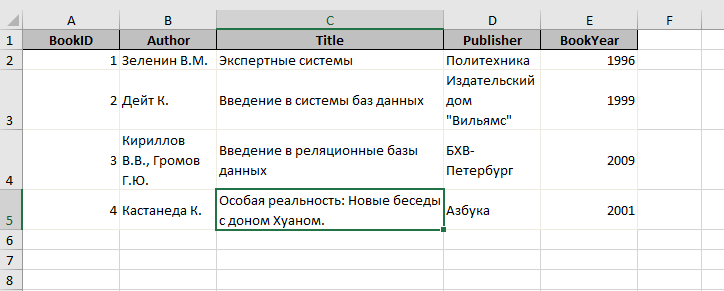 A B C D E F
1 BookID Author Title Publisher BookYear
2 1 Зеленин В.М. Экспертные системы Политехника 1996
Издательский
2 Дейт К. Введение в системы баз данных дом 1999
3 "Вильямс"
Кириллов
3 В.В., Громов Введение в реляционные базы БХВ- 2009
4 Г.Ю. данных Петербург
4 Кастанеда К. Особая реальность: Новые беседы Азбука 2001
5 с доном Хуаном.
6
7
8